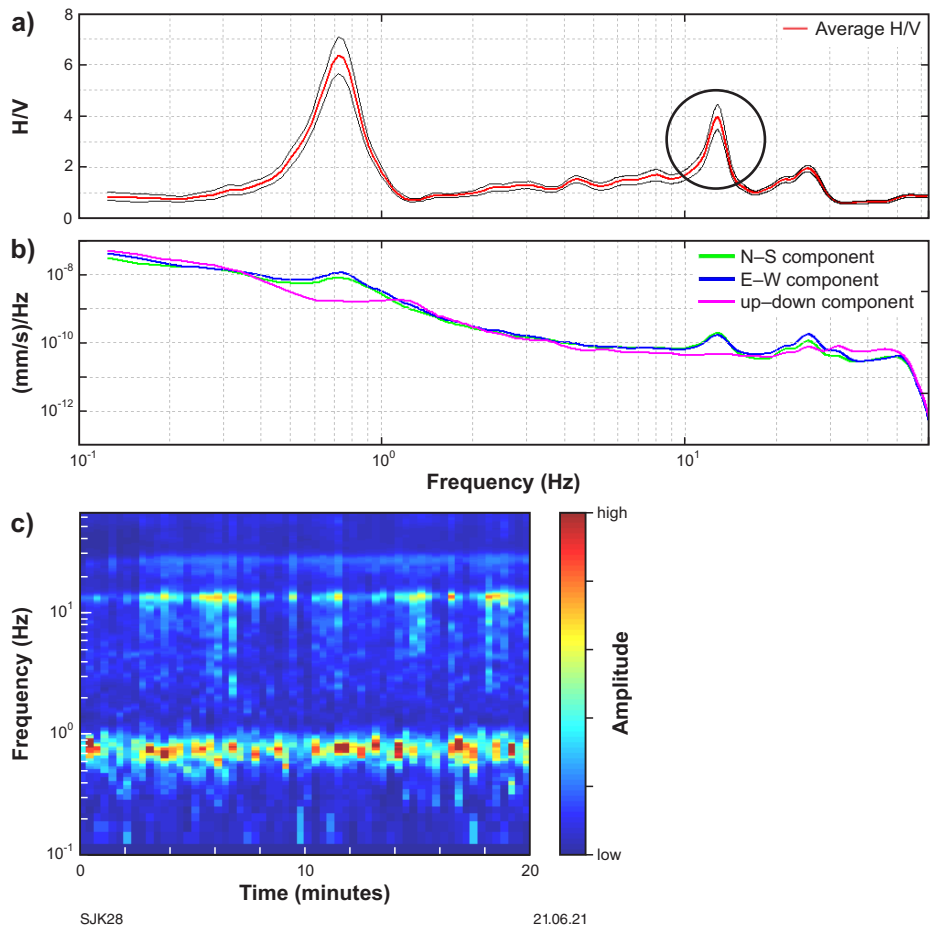 a)
8
6
4
2
0
H/V
Average H/V
b)
10-8
10-10
10-12
(mm/s)/Hz
N–S component
E–W component
up–down component
10-1
100
101
Frequency (Hz)
c)
101
100
10-1
Frequency (Hz)
0
10
20
Time (minutes)
high
low
Amplitude
SJK28
21.06.21